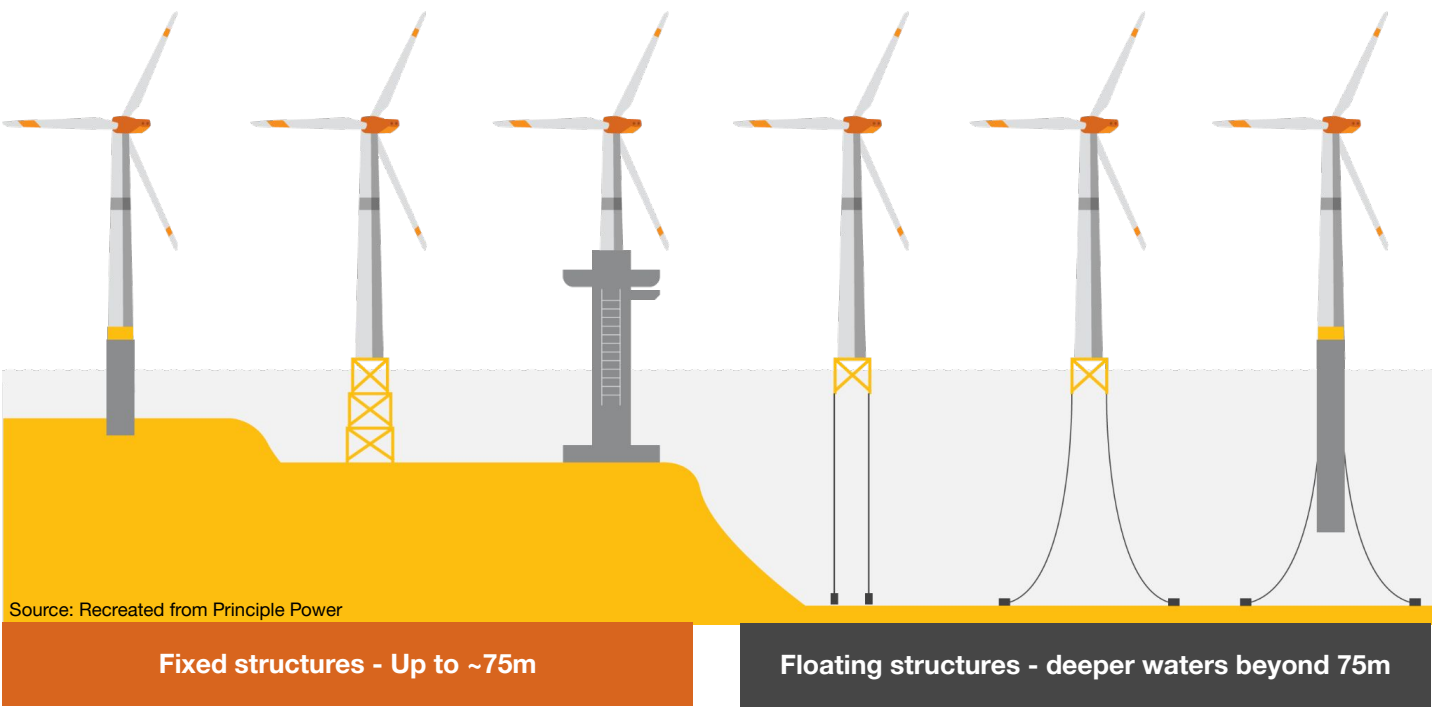 Source: Recreated from Principle Power
Fixed structures - Up to ~75m
Floating structures - deeper waters beyond 75m